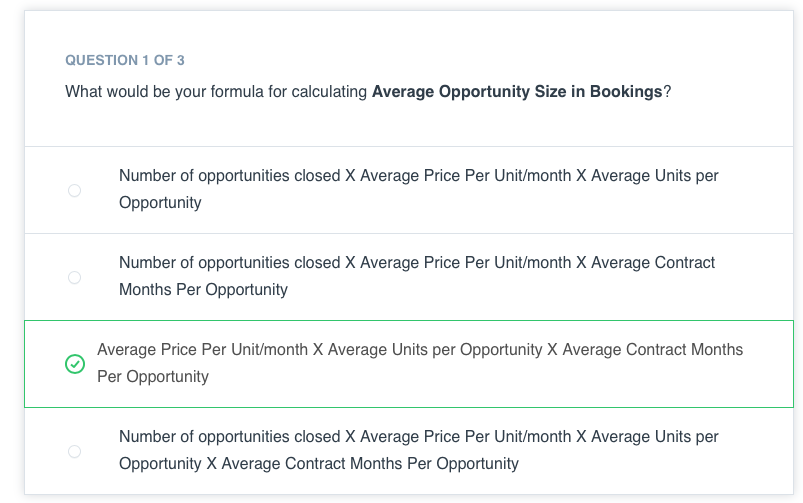 QUESTION 1 OF 3
What would be your formula for calculating Average Opportunity Size in Bookings?
Number of opportunities closed X Average Price Per Unit/month X Average Units per
Opportunity
Number of opportunities closed X Average Price Per Unit/month X Average Contract
Months Per Opportunity
Average Price Per Unit/month X Average Units per Opportunity X Average Contract Months
Per Opportunity
Number of opportunities closed X Average Price Per Unit/month X Average Units per
Opportunity X Average Contract Months Per Opportunity